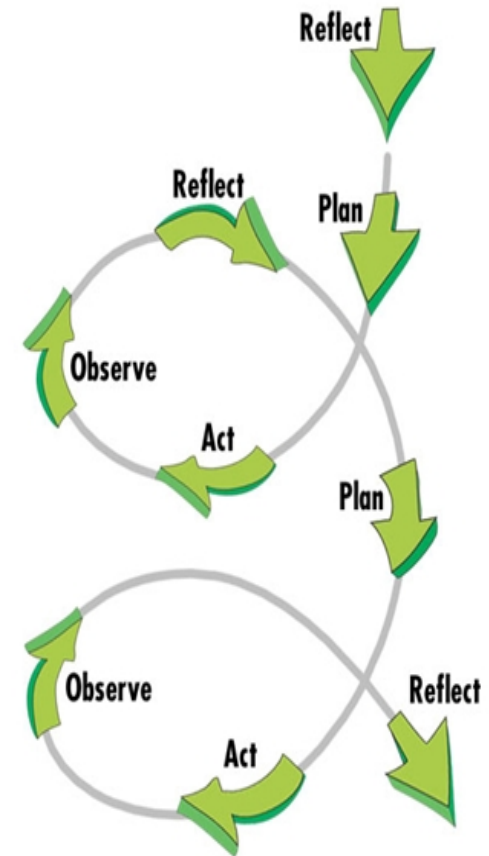 Reflect
Plan
Act
Observe
Reflect
Plan
Act
Observe
Reflect